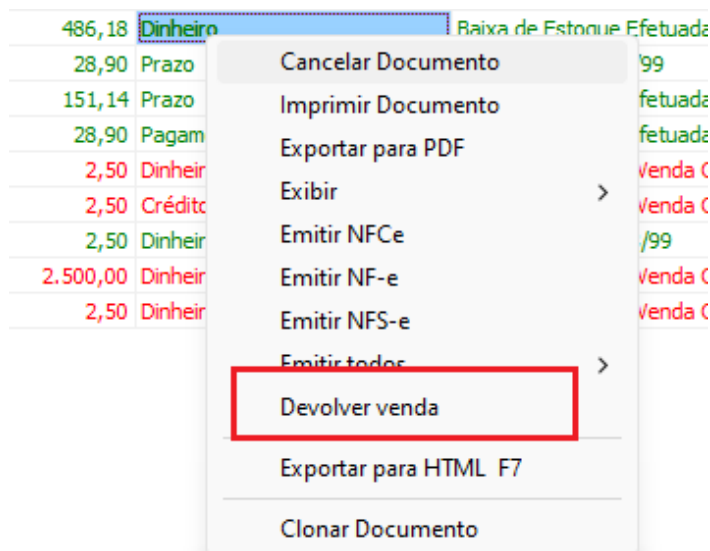 486,18 Dinheiro Baixa de Estoque Efetuada
28,90 Prazo /99
151,14 Prazo fetuada
28,90 Pagam fetuada
2,50 Dinheir Venda
2,50 Crédito Venda
2,50 Dinheir /99
2.500,00 Dinheir Venda
2,50 Dinheir Venda
Cancelar Documento
Imprimir Documento
Exportar para PDF
Exibir >
Emitir NFCe
Emitir NF-e
Emitir NFS-e
Emitir todos >
Devolver venda
Exportar para HTML F7
Clonar Documento